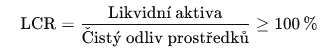 LCR = Likvidní aktiva / Čistý odliv prostředků ≥ 100 %